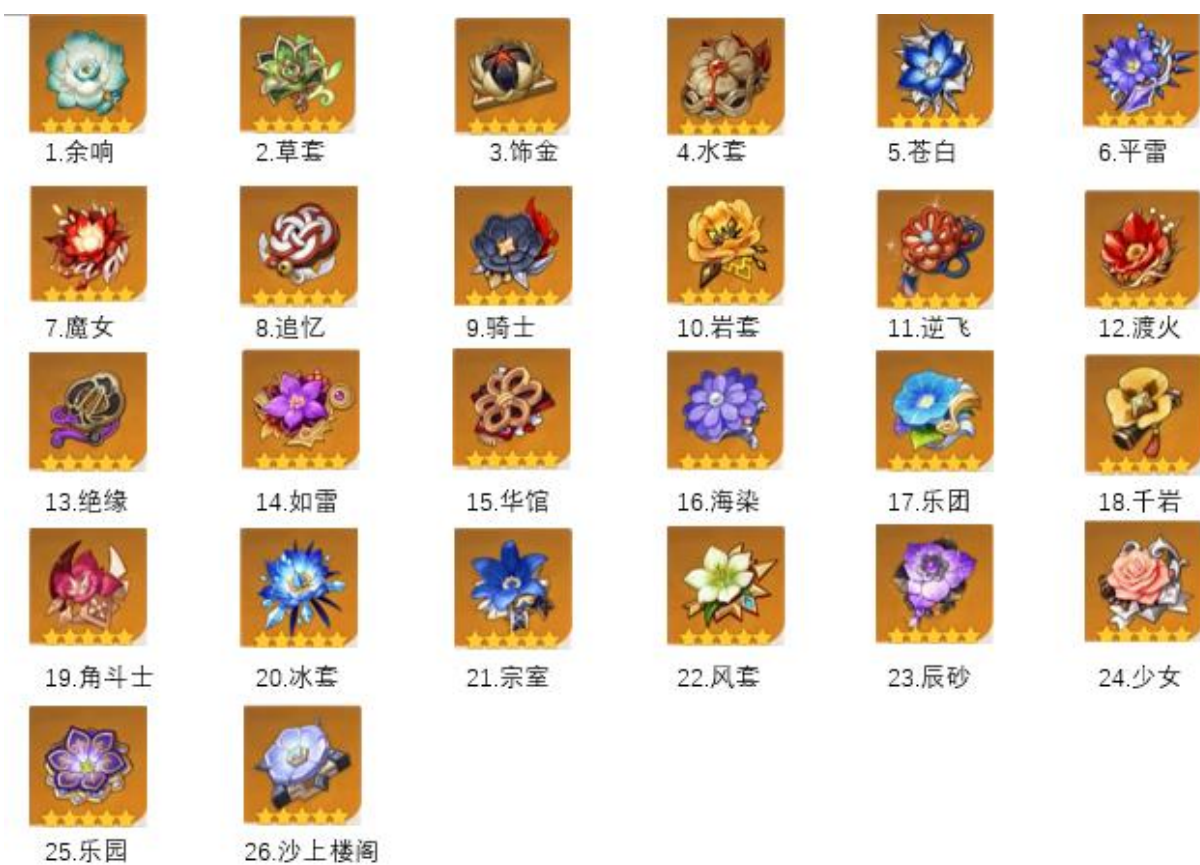 1.余响 2.草套 3.饰金 4.水套 5.苍白 6.平雷
7.魔女 8.追忆 9.骑士 10.岩套 11.逆飞 12.渡火
13.绝缘 14.如雷 15.华馆 16.海染 17.乐团 18.千岩
19.角斗士 20.冰套 21.宗室 22.风套 23.辰砂 24.少女
25.乐园 26.沙上楼阁